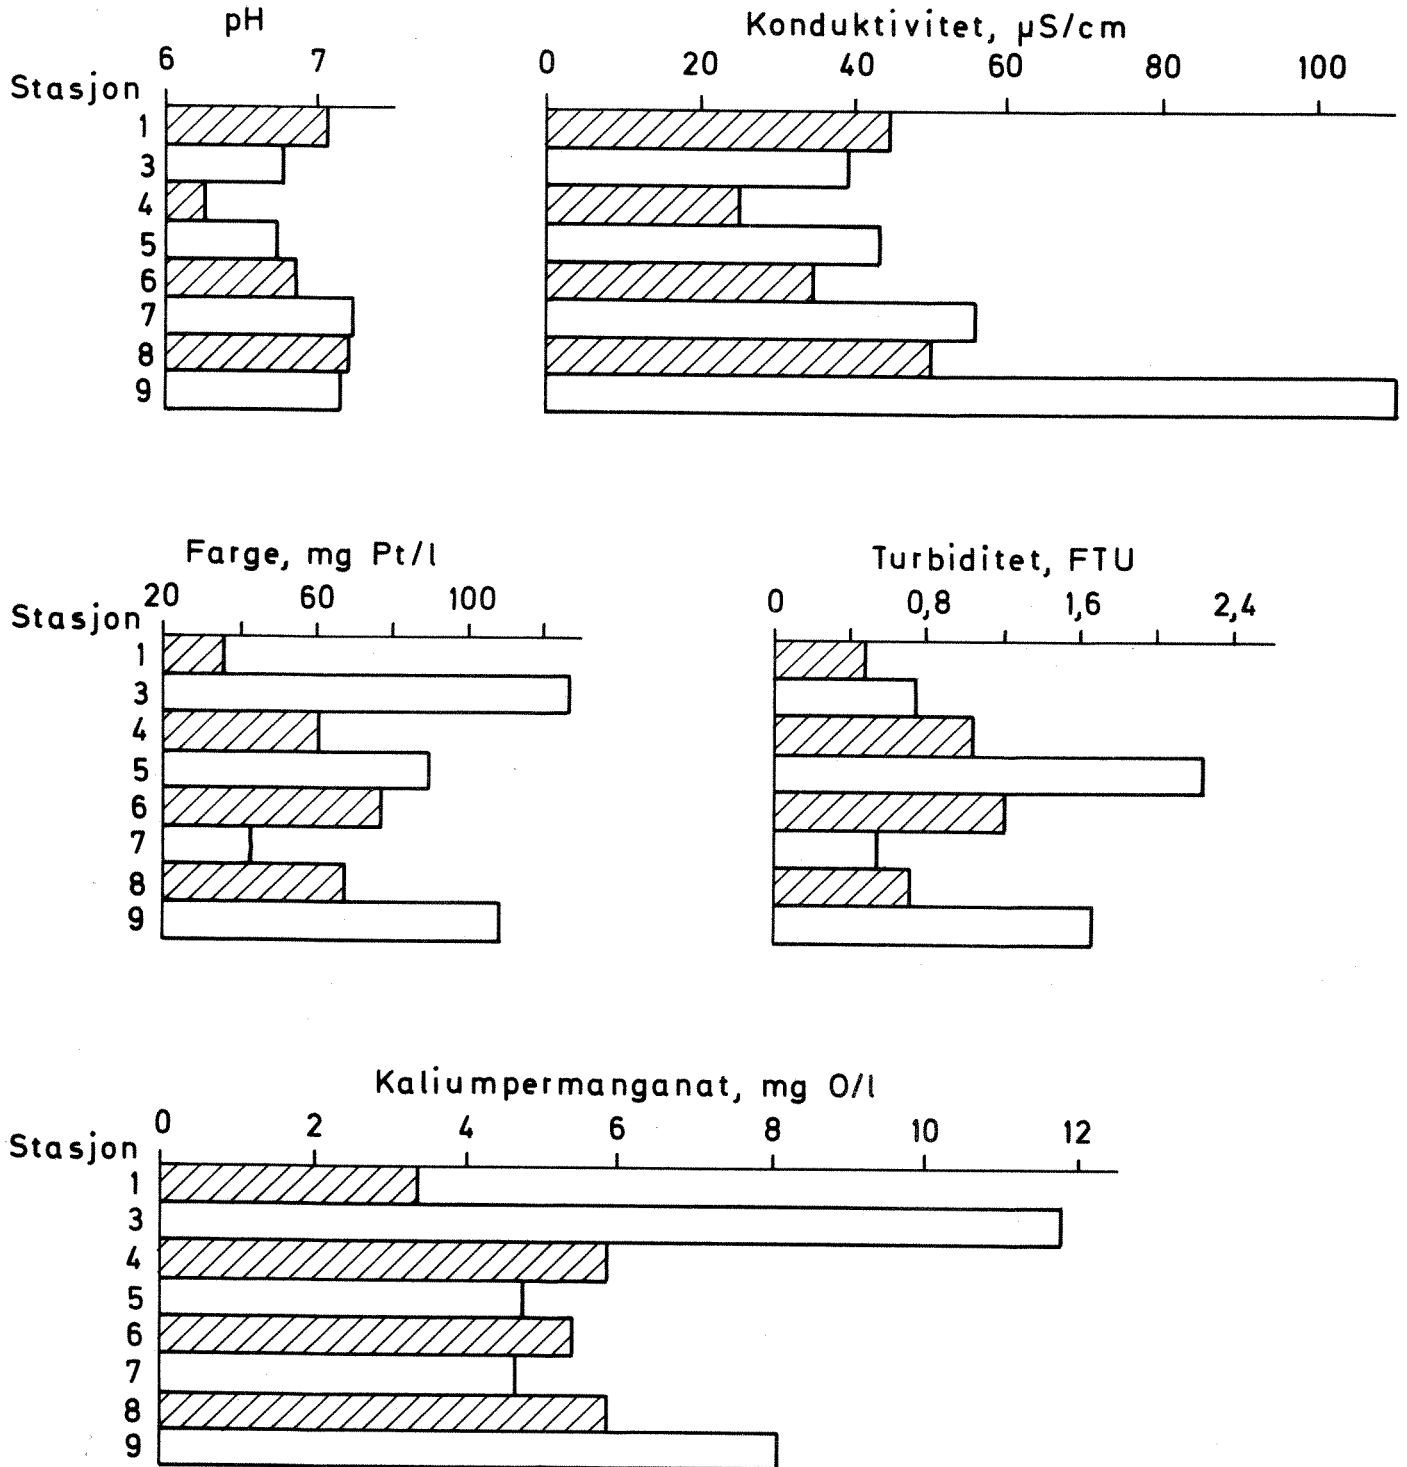 pH
6 7
Stasjon
1
3
4
5
6
7
8
9
Konduktivitet, µS/cm
0 20 40 60 80 100
Farge, mg Pt/l
20 60 100
Stasjon
1
3
4
5
6
7
8
9
Turbiditet, FTU
0 0,8 1,6 2,4
Kaliumpermanganat, mg O/l
0 2 4 6 8 10 12
Stasjon
1
3
4
5
6
7
8
9